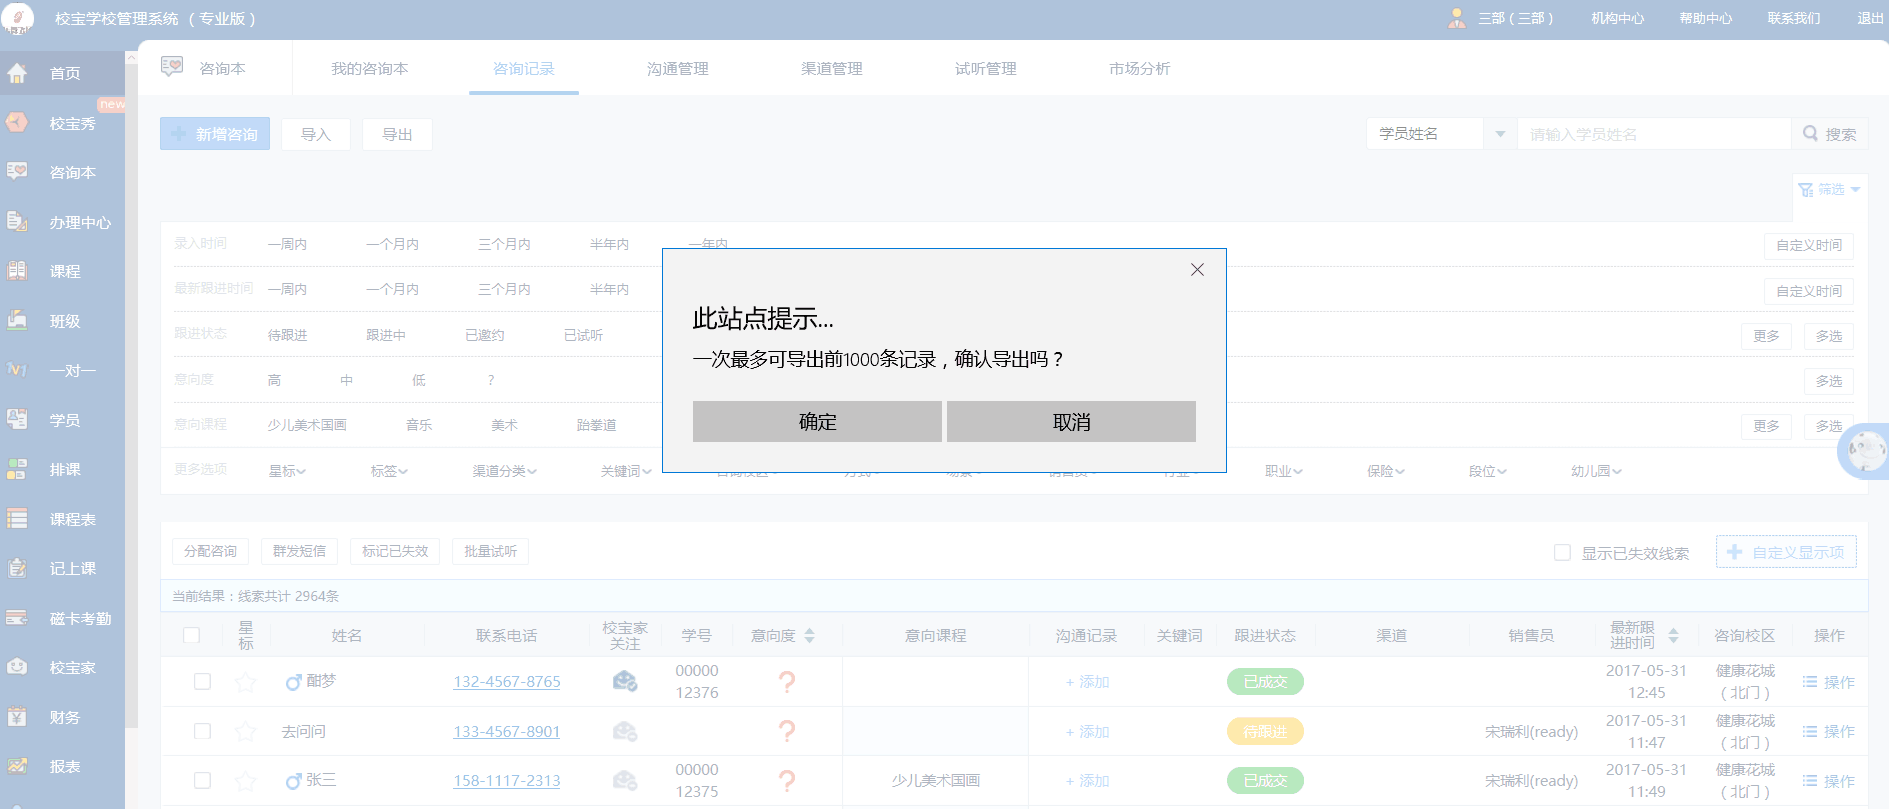 校宝学校管理系统 （专业版）
三部（三部）
机构中心
帮助中心
联系我们
退出
首页
new
校宝秀
咨询本
办理中心
课程
班级
一对一
学员
排课
课程表
记上课
磁卡考勤
校宝家
财务
报表
咨询本
我的咨询本
咨询记录
沟通管理
渠道管理
试听管理
市场分析
新增咨询
导入
导出
学员姓名
请输入学员姓名
搜索
筛选
录入时间 一周内 一个月内 三个月内 半年内 一年内 自定义时间
最新跟进时间 一周内 一个月内 三个月内 半年内 自定义时间
跟进状态 待跟进 跟进中 已邀约 已试听 更多 多选
意向度 高 中 低 ? 多选
意向课程 少儿美术国画 音乐 美术 跆拳道 更多 多选
更多选项 星标 标签 渠道分类 关键词 职业 保险 段位 幼儿园
此站点提示...
一次最多可导出前1000条记录，确认导出吗？
确定
取消
分配咨询 群发短信 标记已失效 批量试听
显示已失效线索
自定义显示项
当前结果：线索共计 2964条
星标 姓名 联系电话 校宝家关注 学号 意向度 意向课程 沟通记录 关键词 跟进状态 渠道 销售员 最新跟进时间 咨询校区 操作
酣梦 132-4567-8765 00000 12376 ? + 添加 已成交 2017-05-31 12:45 健康花城（北门） 操作
去问问 133-4567-8901 ? + 添加 待跟进 宋瑞利(ready) 2017-05-31 11:47 健康花城（北门） 操作
张三 158-1117-2313 00000 12375 ? 少儿美术国画 + 添加 已成交 宋瑞利(ready) 2017-05-31 11:49 健康花城（北门） 操作